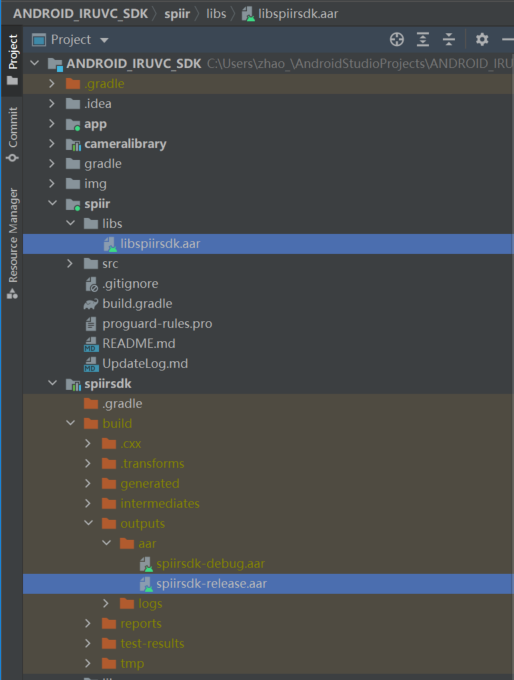 ANDROID_IRUVC_SDK spiir libs libspiirsdk.aar
Project
Project
Commit
Resource Manager
ANDROID_IRUVC_SDK C:\Users\zhao_\AndroidStudioProjects\ANDROID_IRU
.gradle
.idea
app
cameralibrary
gradle
img
spiir
libs
libspiirsdk.aar
src
.gitignore
build.gradle
proguard-rules.pro
README.md
UpdateLog.md
spiirsdk
.gradle
build
.cxx
.transforms
generated
intermediates
outputs
aar
spiirsdk-debug.aar
spiirsdk-release.aar
logs
reports
test-results
tmp